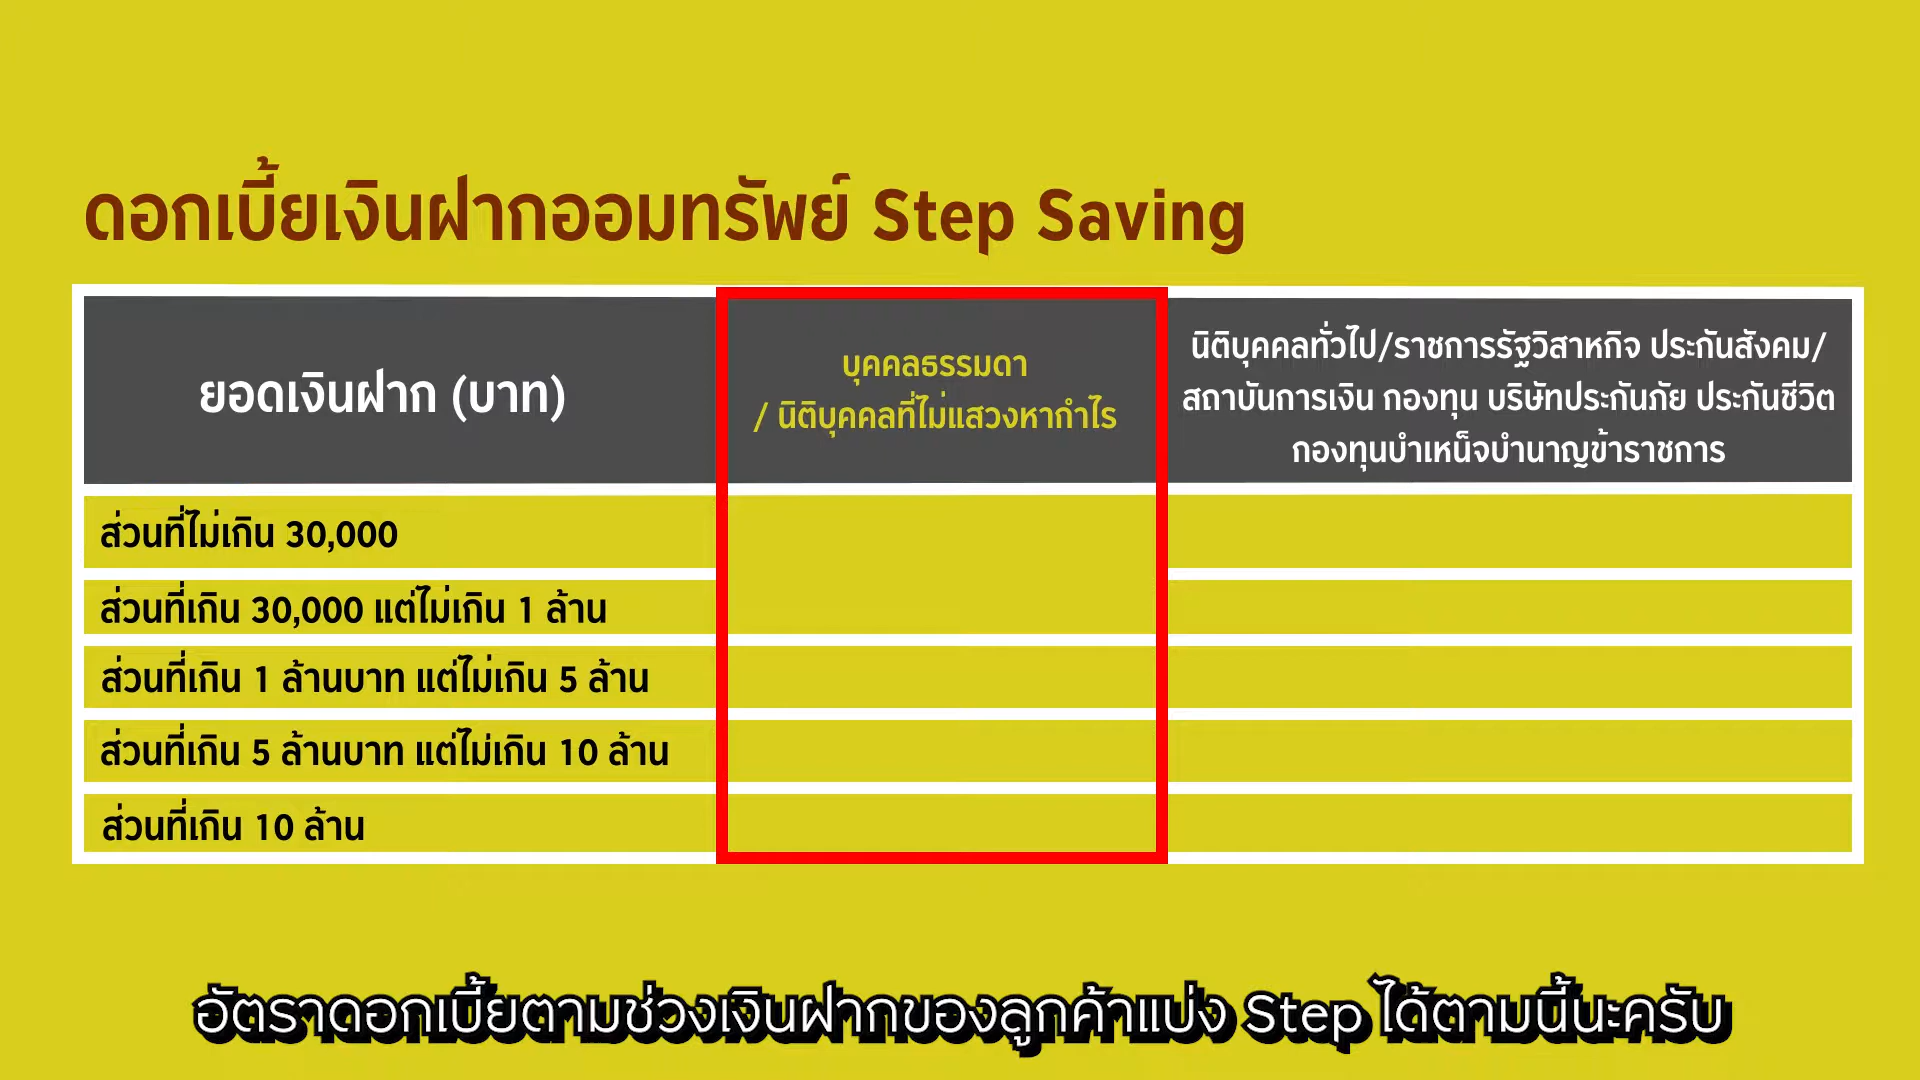 ดอกเบี้ยเงินฝากออมทรัพย์ Step Saving
ยอดเงินฝาก (บาท)
บุคคลธรรมดา
/ นิติบุคคลที่ไม่แสวงหากำไร
นิติบุคคลทั่วไป/ราชการรัฐวิสาหกิจ ประกันสังคม/
สถาบันการเงิน กองทุน บริษัทประกันภัย ประกันชีวิต
กองทุนบำเหน็จบำนาญข้าราชการ
ส่วนที่ไม่เกิน 30,000
ส่วนที่เกิน 30,000 แต่ไม่เกิน 1 ล้าน
ส่วนที่เกิน 1 ล้านบาท แต่ไม่เกิน 5 ล้าน
ส่วนที่เกิน 5 ล้านบาท แต่ไม่เกิน 10 ล้าน
ส่วนที่เกิน 10 ล้าน
อัตราดอกเบี้ยตามช่วงเงินฝากของลูกค้าแบ่ง Step ได้ตามนี้นะครับ